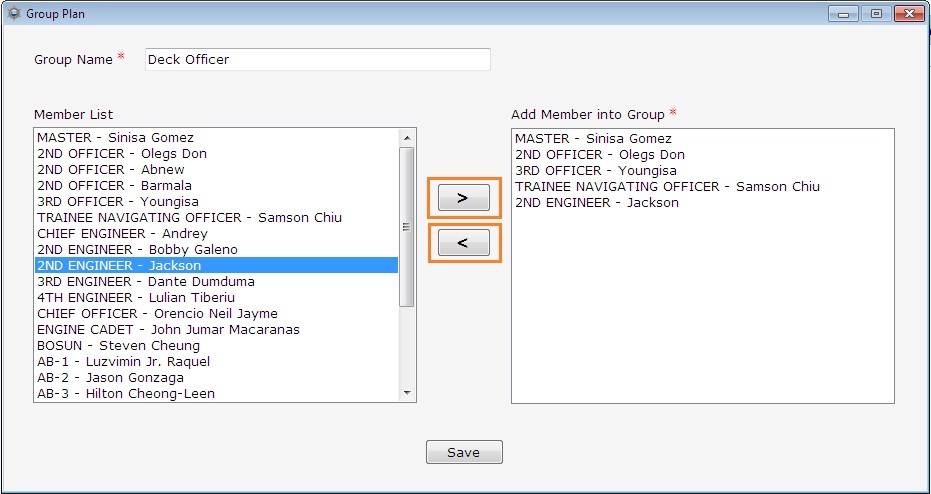 Group Plan
Group Name *
Deck Officer
Member List
MASTER - Sinisa Gomez
2ND OFFICER - Olegs Don
2ND OFFICER - Abnew
2ND OFFICER - Barmala
3RD OFFICER - Youngisa
TRAINEE NAVIGATING OFFICER - Samson Chiu
CHIEF ENGINEER - Andrey
2ND ENGINEER - Bobby Galeno
2ND ENGINEER - Jackson
3RD ENGINEER - Dante Dumduma
4TH ENGINEER - Lulian Tiberiu
CHIEF OFFICER - Orencio Neil Jayme
ENGINE CADET - John Jumar Macaranas
BOSUN - Steven Cheung
AB-1 - Luzvimin Jr. Raquel
AB-2 - Jason Gonzaga
AB-3 - Hilton Cheong-Leen
>
<
Add Member into Group *
MASTER - Sinisa Gomez
2ND OFFICER - Olegs Don
3RD OFFICER - Youngisa
TRAINEE NAVIGATING OFFICER - Samson Chiu
2ND ENGINEER - Jackson
Save